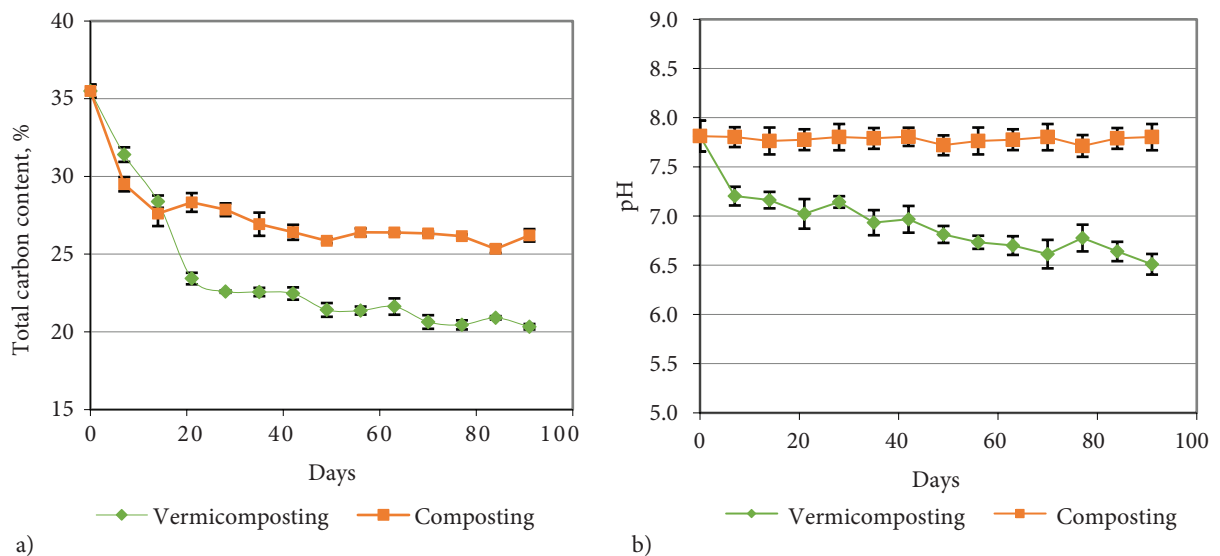 40
35
30
25
20
15
Total carbon content, %
0
20
40
60
80
100
Days
Vermicomposting
Composting
a)
9.0
8.5
8.0
7.5
7.0
6.5
6.0
5.5
5.0
pH
0
20
40
60
80
100
Days
Vermicomposting
Composting
b)